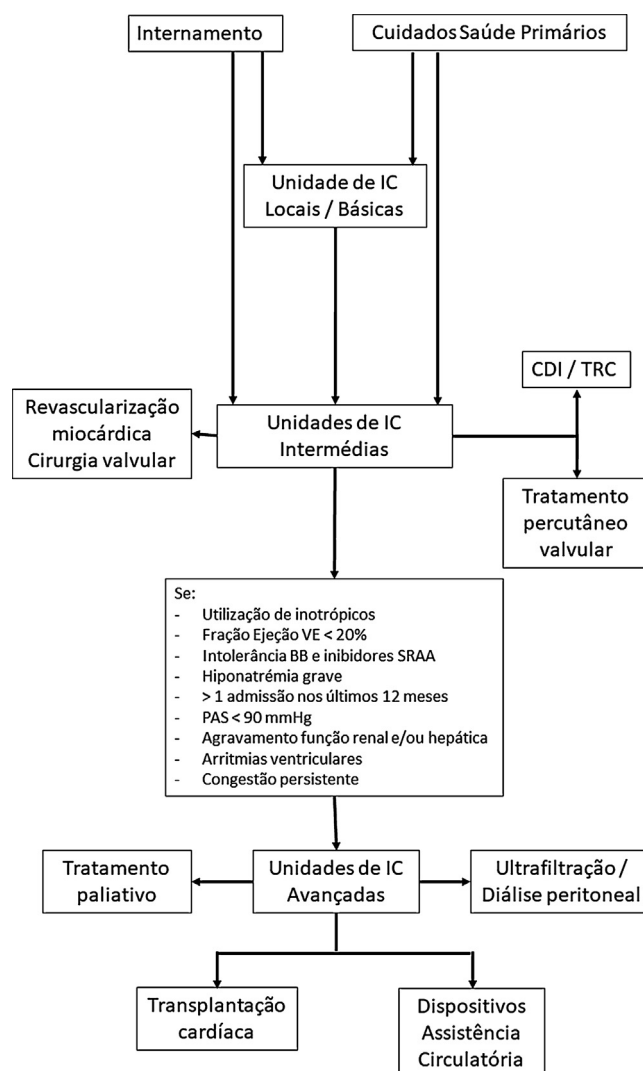 Internamento
Cuidados Saúde Primários
Unidade de IC
Locais / Básicas
CDI / TRC
Revascularização
miocárdica
Cirurgia valvular
Unidades de IC
Intermédias
Tratamento
percutâneo
valvular
Se:
- Utilização de inotrópicos
- Fração Ejeção VE < 20%
- Intolerância BB e inibidores SRAA
- Hiponatrémia grave
- > 1 admissão nos últimos 12 meses
- PAS < 90 mmHg
- Agravamento função renal e/ou hepática
- Arritmias ventriculares
- Congestão persistente
Tratamento
paliativo
Unidades de IC
Avançadas
Ultrafiltração /
Diálise peritoneal
Transplantação
cardíaca
Dispositivos
Assistência
Circulatória